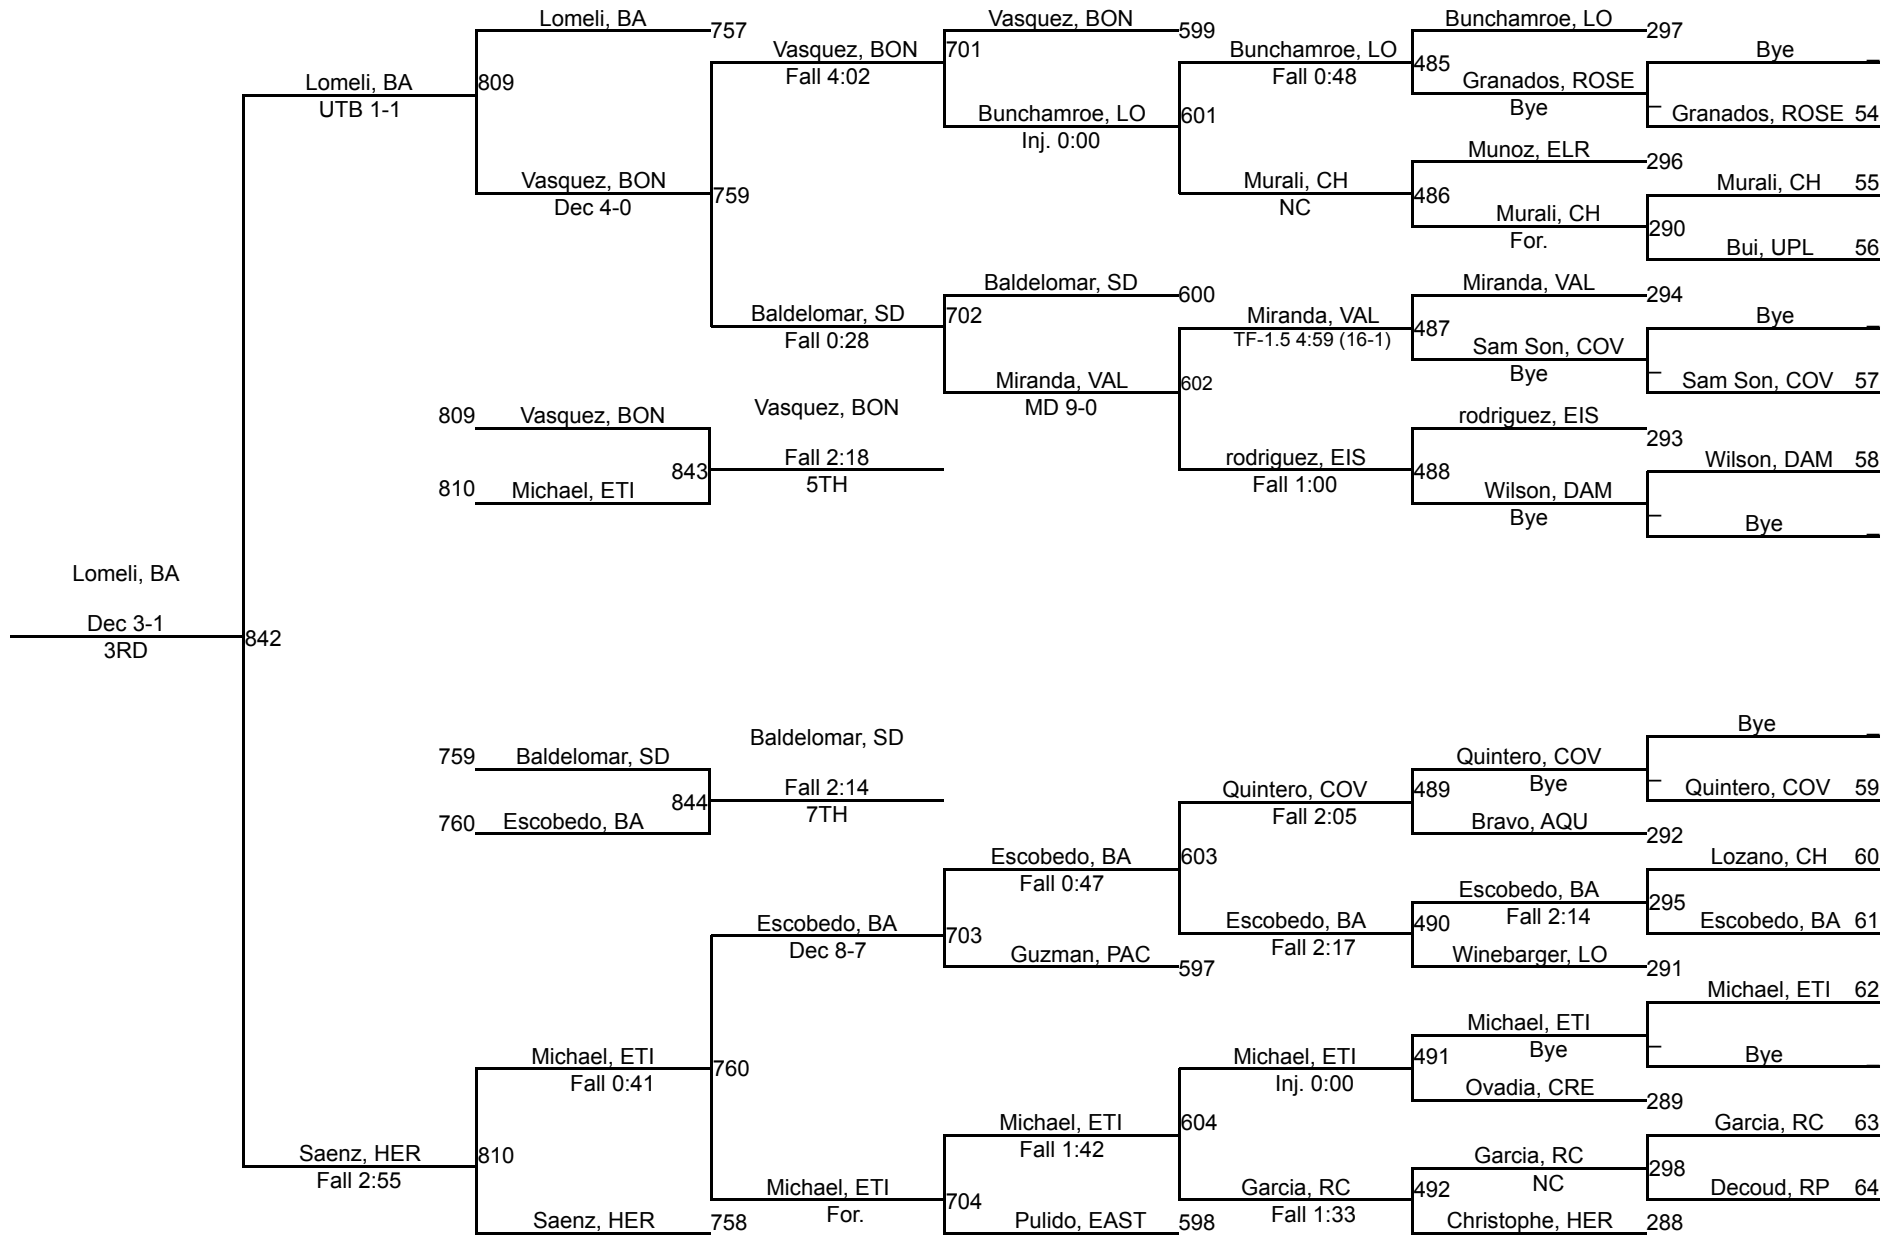 Lomeli, BA
757
Vasquez, BON
599
Bunchamroe, LO
297
Vasquez, BON
Fall 4:02
701
Bunchamroe, LO
Fall 0:48
485
Bye
_
Lomeli, BA
UTB 1-1
809
Granados, ROSE
Bye
_
Granados, ROSE 54
Bunchamroe, LO
Inj. 0:00
601
Munoz, ELR
296
Vasquez, BON
Dec 4-0
759
Murali, CH
NC
486
Murali, CH 55
Murali, CH
For.
290
Bui, UPL 56
Baldelomar, SD
600
Miranda, VAL
294
Baldelomar, SD
Fall 0:28
702
Miranda, VAL
TF-1.5 4:59 (16-1)
487
Bye
_
Sam Son, COV
Bye
_
Sam Son, COV 57
Miranda, VAL
MD 9-0
602
809
Vasquez, BON
Vasquez, BON
rodriguez, EIS
293
843
Fall 2:18
5TH
rodriguez, EIS
Fall 1:00
488
Wilson, DAM 58
810
Michael, ETI
Wilson, DAM
Bye
_
Bye
_
Lomeli, BA
Dec 3-1
3RD
842
Bye
_
759
Baldelomar, SD
Baldelomar, SD
Quintero, COV
Bye
_
Quintero, COV 59
844
Fall 2:14
7TH
Quintero, COV
Fall 2:05
489
760
Escobedo, BA
Bravo, AQU
292
Escobedo, BA
Fall 0:47
603
Lozano, CH 60
Escobedo, BA
Fall 2:14
295
Escobedo, BA 61
Escobedo, BA
Dec 8-7
703
Escobedo, BA
Fall 2:17
490
Guzman, PAC
597
Winebarger, LO
291
Michael, ETI 62
Michael, ETI
Bye
_
Bye
_
Michael, ETI
Fall 0:41
760
Michael, ETI
Inj. 0:00
491
Ovadia, CRE
289
Michael, ETI
Fall 1:42
604
Garcia, RC 63
Saenz, HER
Fall 2:55
810
Garcia, RC
NC
298
Michael, ETI
For.
704
Garcia, RC
Fall 1:33
492
Decoud, RP 64
Saenz, HER
758
Pulido, EAST
598
Christophe, HER
288